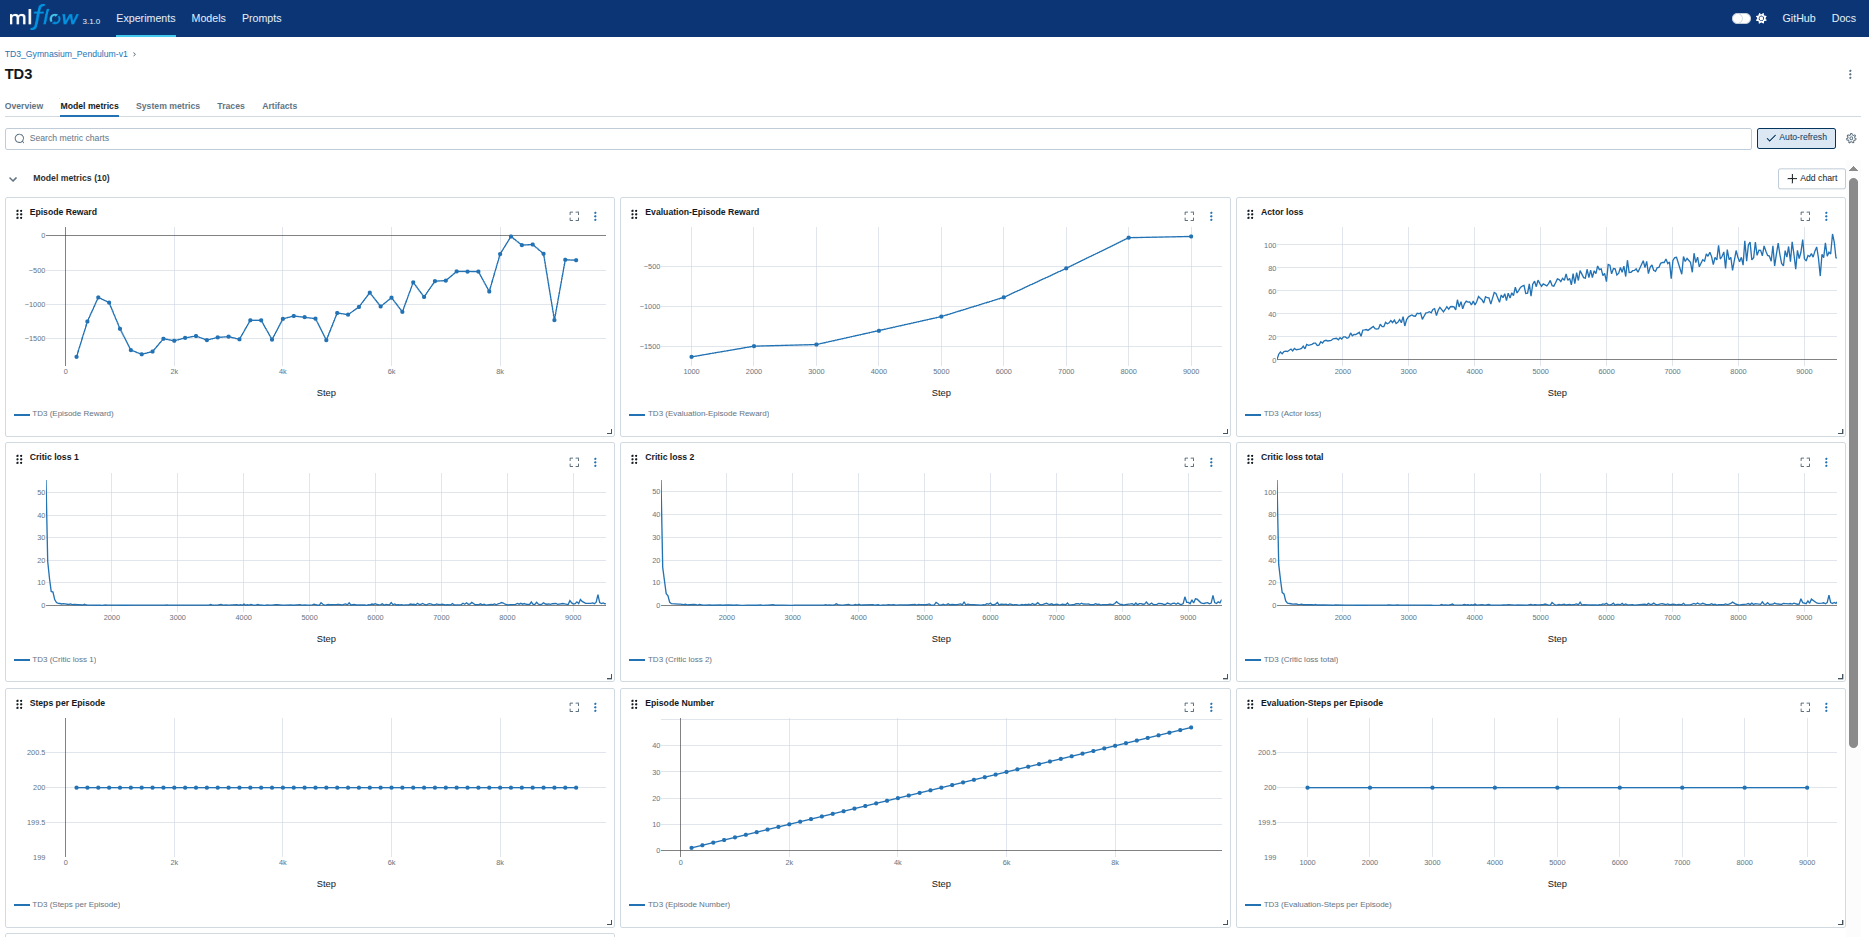 mlflow 3.1.0 Experiments Models Prompts GitHub Docs
TD3_Gymnasium_Pendulum-v1 ›
TD3
Overview Model metrics System metrics Traces Artifacts
Search metric charts Auto-refresh
Model metrics (10) Add chart
Episode Reward
0
−500
−1000
−1500
0 2k 4k 6k 8k
Step
TD3 (Episode Reward)
Evaluation-Episode Reward
−500
−1000
−1500
1000 2000 3000 4000 5000 6000 7000 8000 9000
Step
TD3 (Evaluation-Episode Reward)
Actor loss
100
80
60
40
20
0
2000 3000 4000 5000 6000 7000 8000 9000
Step
TD3 (Actor loss)
Critic loss 1
50
40
30
20
10
0
2000 3000 4000 5000 6000 7000 8000 9000
Step
TD3 (Critic loss 1)
Critic loss 2
50
40
30
20
10
0
2000 3000 4000 5000 6000 7000 8000 9000
Step
TD3 (Critic loss 2)
Critic loss total
100
80
60
40
20
0
2000 3000 4000 5000 6000 7000 8000 9000
Step
TD3 (Critic loss total)
Steps per Episode
200.5
200
199.5
199
0 2k 4k 6k 8k
Step
TD3 (Steps per Episode)
Episode Number
40
30
20
10
0
0 2k 4k 6k 8k
Step
TD3 (Episode Number)
Evaluation-Steps per Episode
200.5
200
199.5
199
1000 2000 3000 4000 5000 6000 7000 8000 9000
Step
TD3 (Evaluation-Steps per Episode)